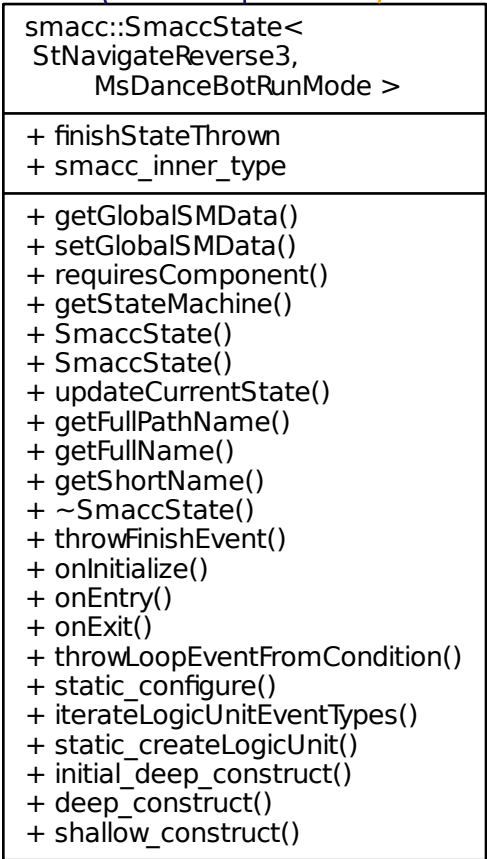 smacc::SmaccState<
StNavigateReverse3,
MsDanceBotRunMode >
+ finishStateThrown
+ smacc_inner_type
+ getGlobalSMData()
+ setGlobalSMData()
+ requiresComponent()
+ getStateMachine()
+ SmaccState()
+ SmaccState()
+ updateCurrentState()
+ getFullPathName()
+ getFullName()
+ getShortName()
+ ~SmaccState()
+ throwFinishEvent()
+ onInitialize()
+ onEntry()
+ onExit()
+ throwLoopEventFromCondition()
+ static_configure()
+ iterateLogicUnitEventTypes()
+ static_createLogicUnit()
+ initial_deep_construct()
+ deep_construct()
+ shallow_construct()